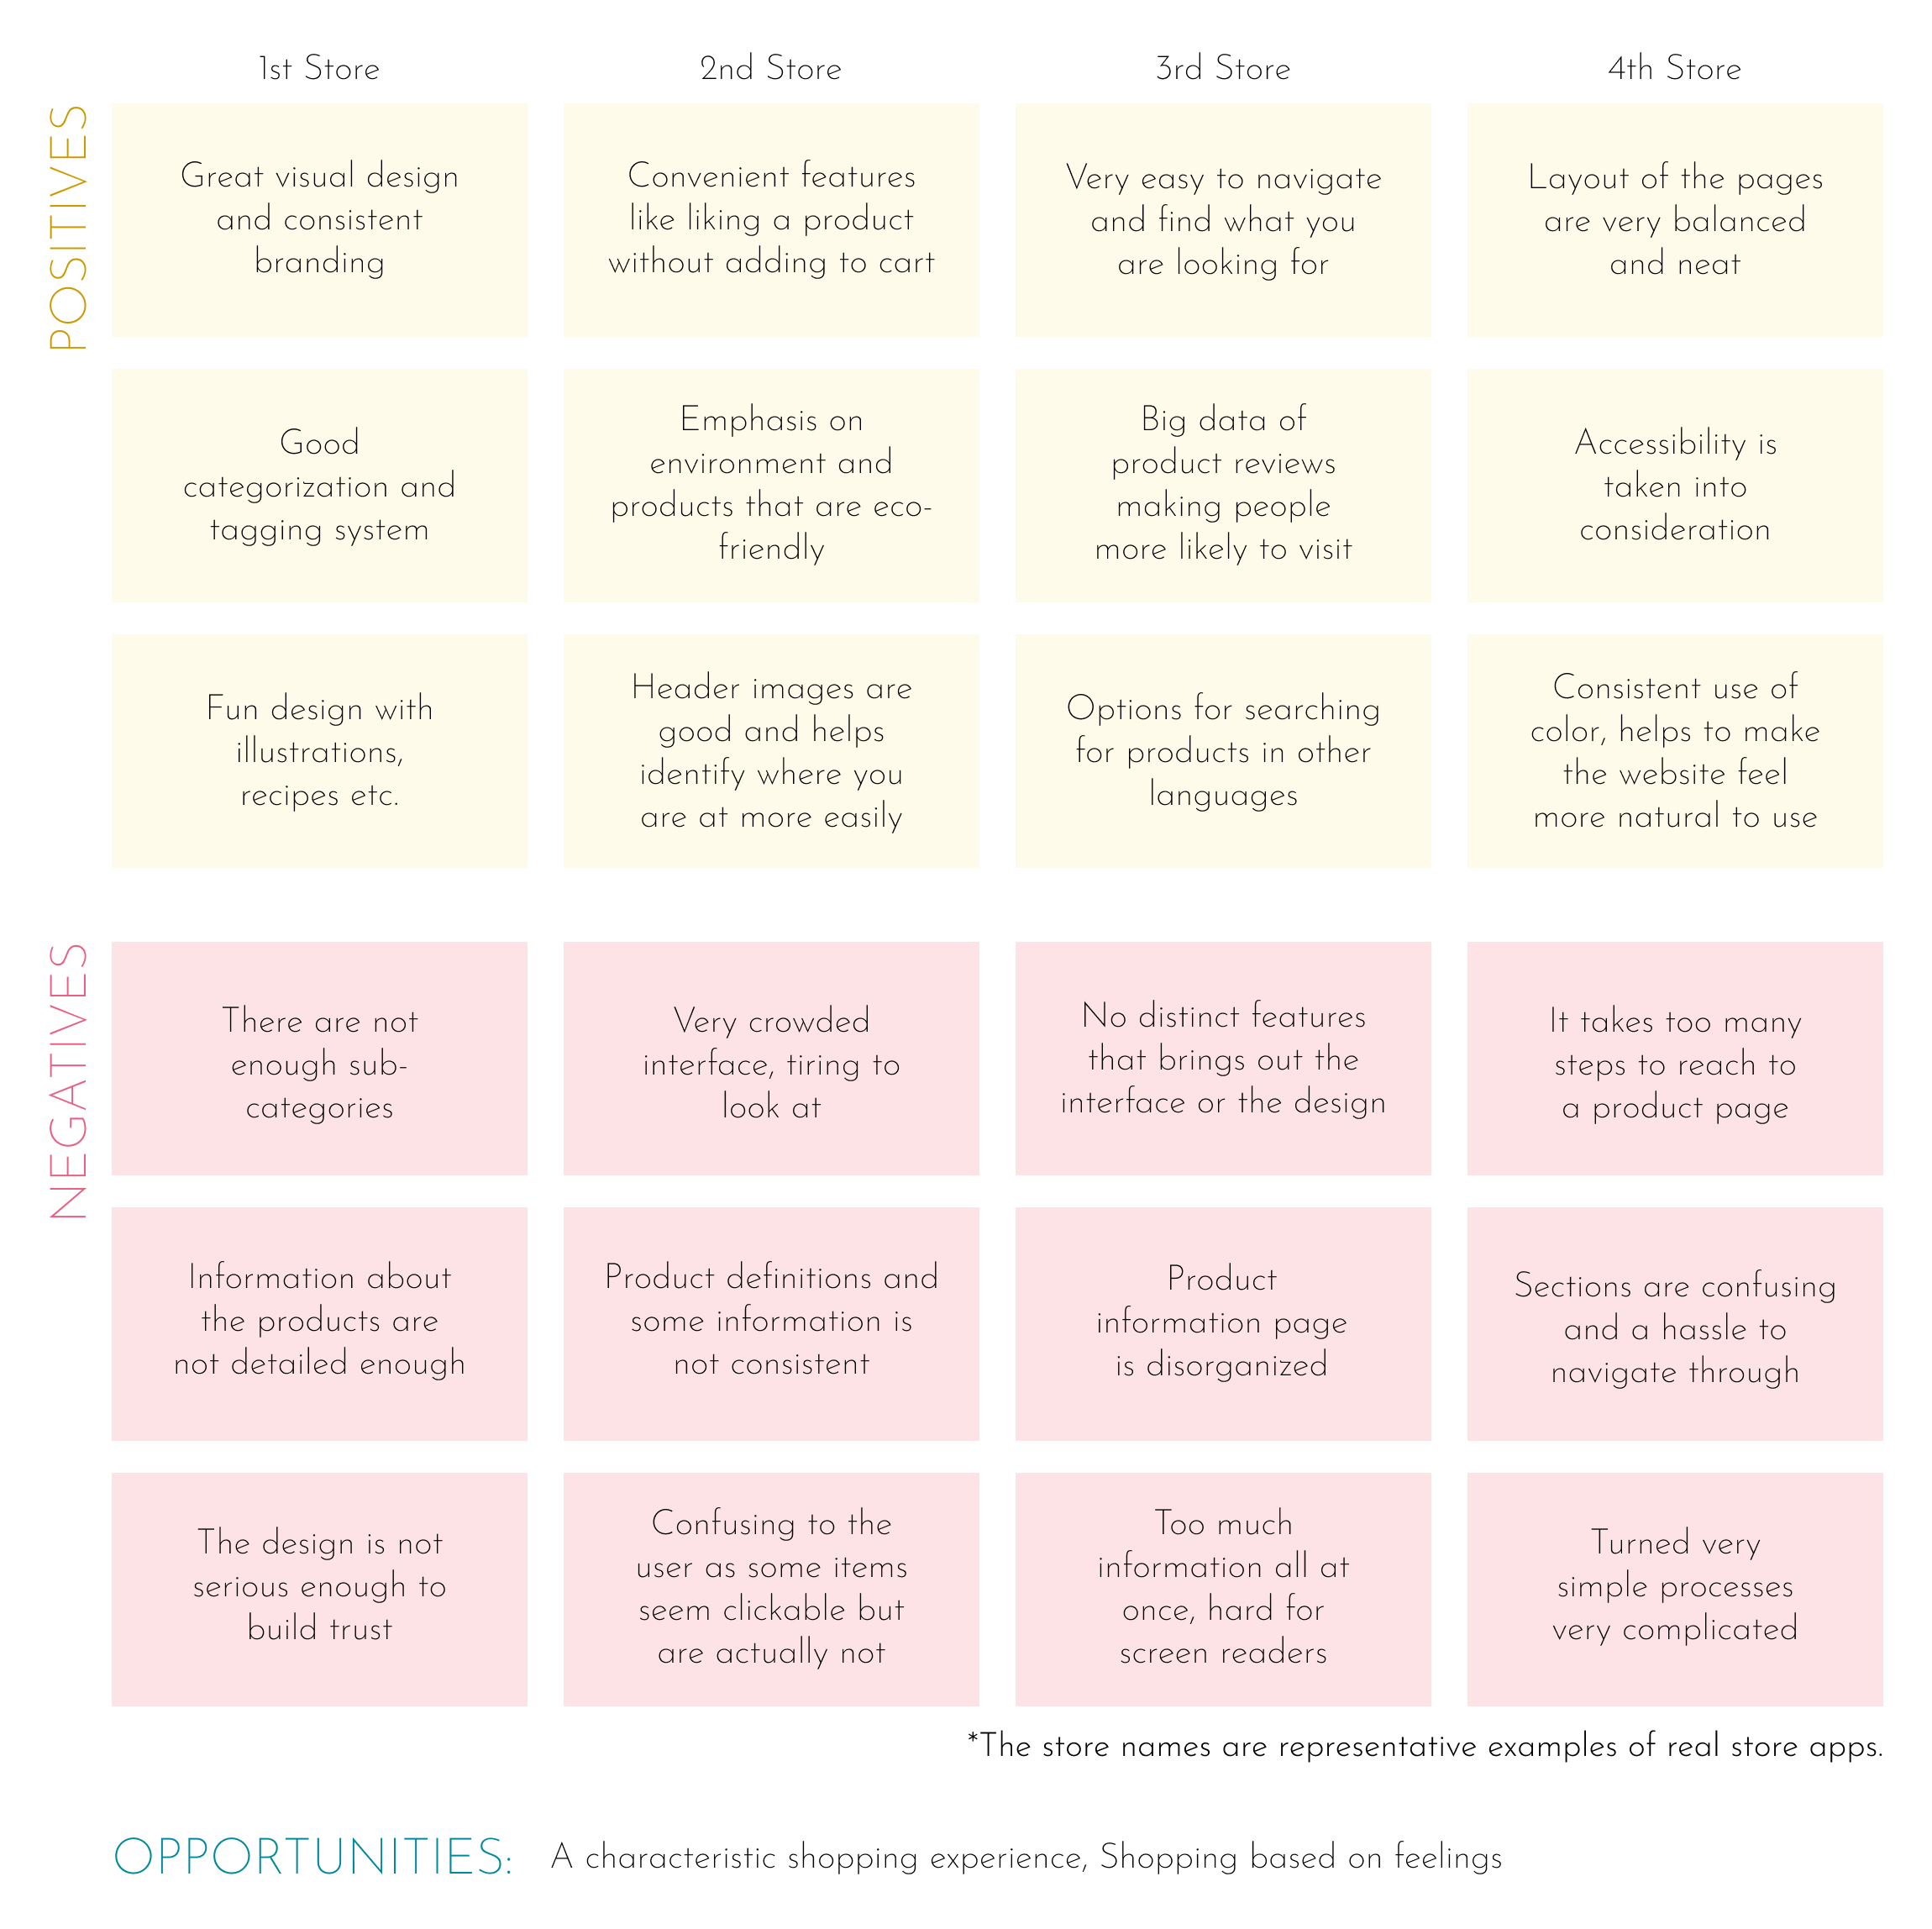 1st Store
2nd Store
3rd Store
4th Store
POSITIVES
Great visual design
and consistent
branding
Convenient features
like liking a product
without adding to cart
Very easy to navigate
and find what you
are looking for
Layout of the pages
are very balanced
and neat
Good
categorization and
tagging system
Emphasis on
environment and
products that are eco-
friendly
Big data of
product reviews
making people
more likely to visit
Accessibility is
taken into
consideration
Fun design with
illustrations,
recipes etc.
Header images are
good and helps
identify where you
are at more easily
Options for searching
for products in other
languages
Consistent use of
color, helps to make
the website feel
more natural to use
NEGATIVES
There are not
enough sub-
categories
Very crowded
interface, tiring to
look at
No distinct features
that brings out the
interface or the design
It takes too many
steps to reach to
a product page
Information about
the products are
not detailed enough
Product definitions and
some information is
not consistent
Product
information page
is disorganized
Sections are confusing
and a hassle to
navigate through
The design is not
serious enough to
build trust
Confusing to the
user as some items
seem clickable but
are actually not
Too much
information all at
once, hard for
screen readers
Turned very
simple processes
very complicated
*The store names are representative examples of real store apps.
OPPORTUNITIES: A characteristic shopping experience, Shopping based on feelings